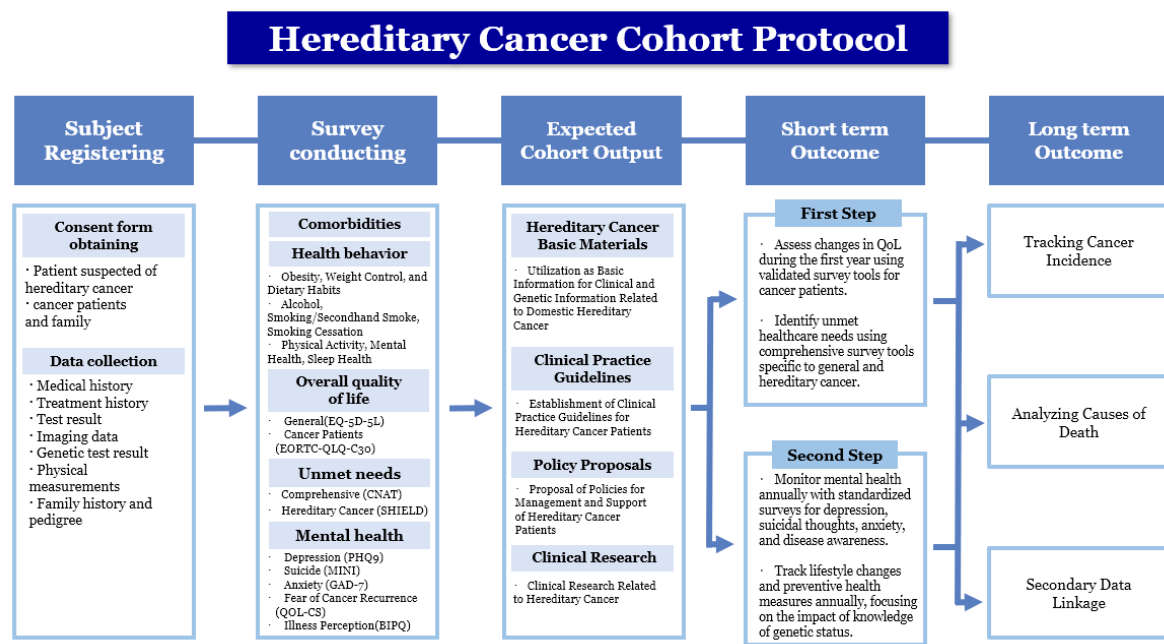 Hereditary Cancer Cohort Protocol
Subject
Registering
Survey
conducting
Expected
Cohort Output
Short term
Outcome
Long term
Outcome
Consent form
obtaining
· Patient suspected of
hereditary cancer
· cancer patients
and family
Data collection
· Medical history
· Treatment history
· Test result
· Imaging data
· Genetic test result
· Physical
measurements
· Family history and
pedigree
Comorbidities
Health behavior
· Obesity, Weight Control, and
Dietary Habits
· Alcohol,
Smoking/Secondhand Smoke,
Smoking Cessation
· Physical Activity, Mental
Health, Sleep Health
Overall quality
of life
· General(EQ-5D-5L)
· Cancer Patients
(EORTC-QLQ-C30)
Unmet needs
· Comprehensive (CNAT)
· Hereditary Cancer (SHIELD)
Mental health
· Depression (PHQ9)
· Suicide (MINI)
· Anxiety (GAD-7)
· Fear of Cancer Recurrence
(QOL-CS)
· Illness Perception(BIPQ)
Hereditary Cancer
Basic Materials
· Utilization as Basic
Information for Clinical and
Genetic Information Related
to Domestic Hereditary
Cancer
Clinical Practice
Guidelines
· Establishment of Clinical
Practice Guidelines for
Hereditary Cancer Patients
Policy Proposals
· Proposal of Policies for
Management and Support
of Hereditary Cancer
Patients
Clinical Research
· Clinical Research Related
to Hereditary Cancer
First Step
· Assess changes in QoL
during the first year using
validated survey tools for
cancer patients.
· Identify unmet
healthcare needs using
comprehensive survey tools
specific to general and
hereditary cancer.
Second Step
· Monitor mental health
annually with standardized
surveys for depression,
suicidal thoughts, anxiety,
and disease awareness.
· Track lifestyle changes
and preventive health
measures annually, focusing
on the impact of knowledge
of genetic status.
Tracking Cancer
Incidence
Analyzing Causes of
Death
Secondary Data
Linkage